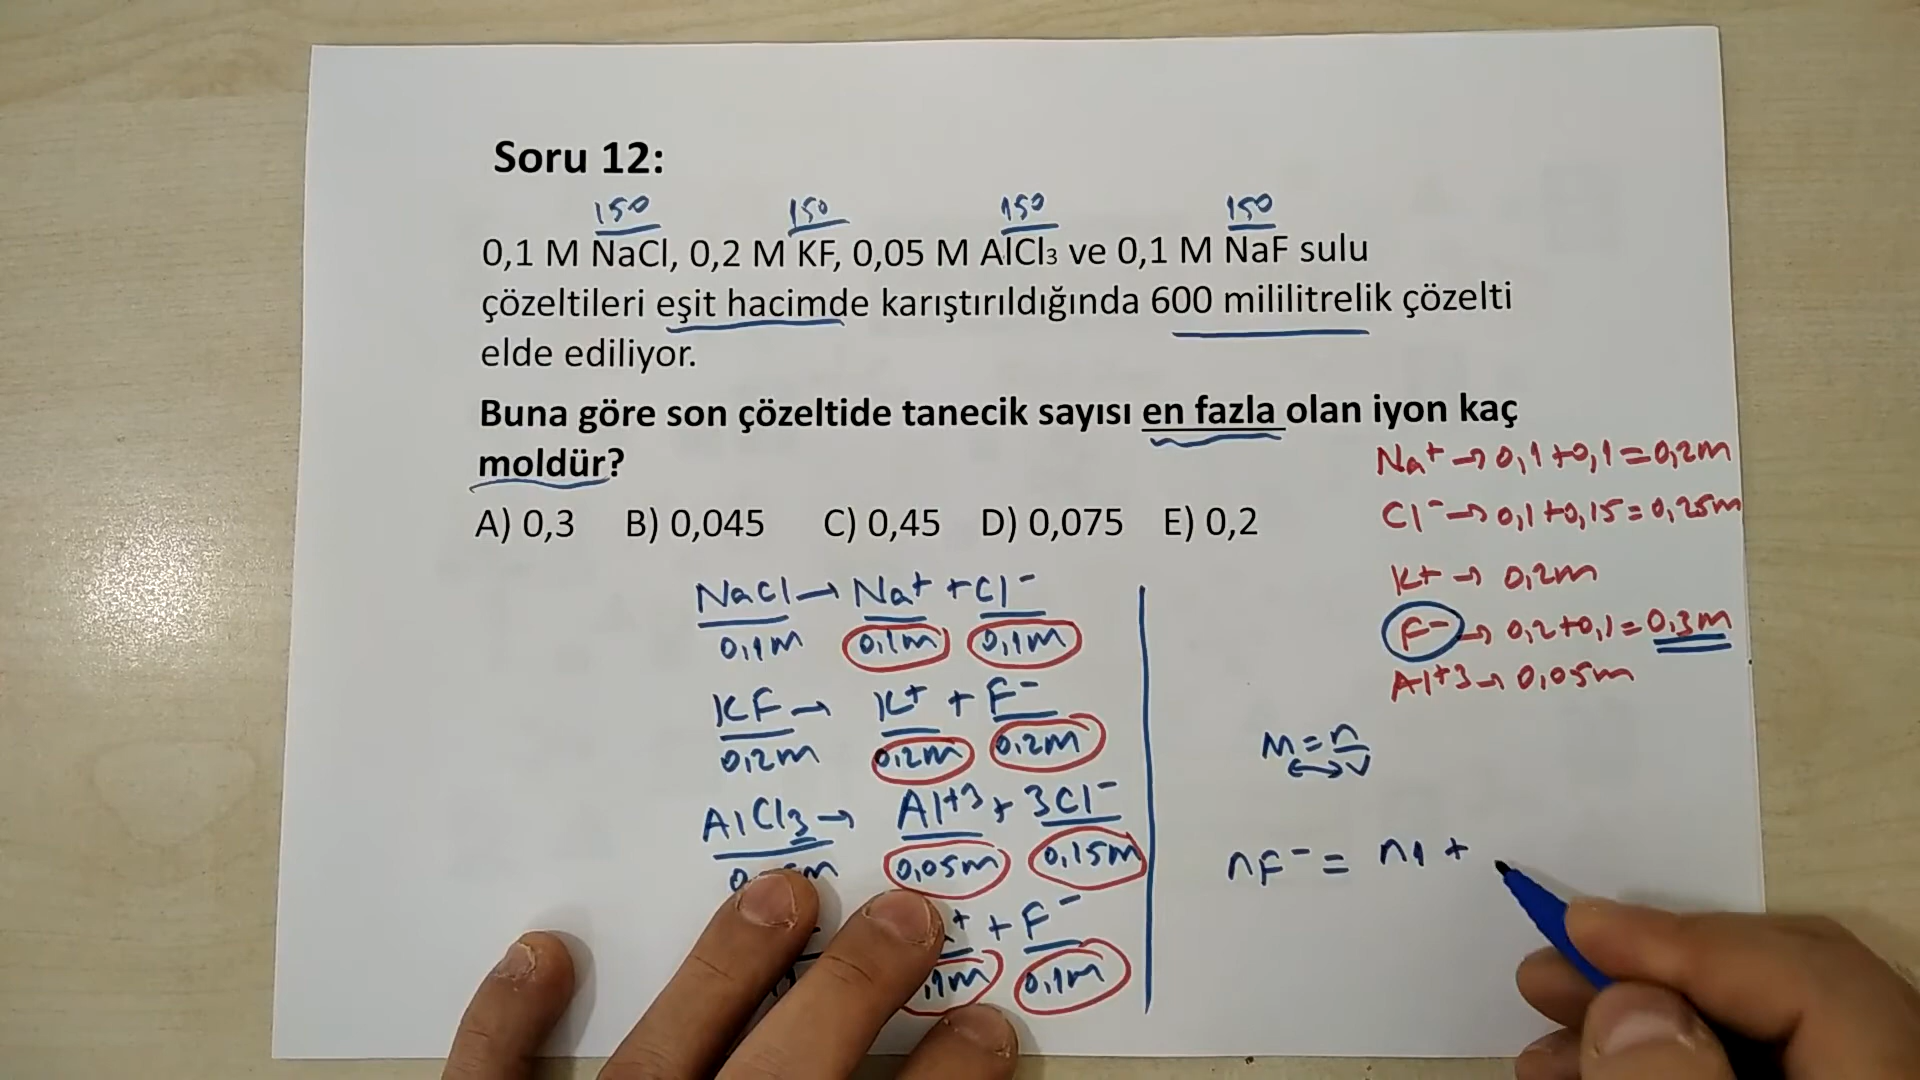 Soru 12:
150 150 150 150
0,1 M NaCl, 0,2 M KF, 0,05 M AlCl₃ ve 0,1 M NaF sulu
çözeltileri eşit hacimde karıştırıldığında 600 mililitrelik çözelti
elde ediliyor.
Buna göre son çözeltide tanecik sayısı en fazla olan iyon kaç
moldür?
A) 0,3 B) 0,045 C) 0,45 D) 0,075 E) 0,2
NaCl → Na+ + Cl-
0,1M 0,1M 0,1M
KF → K+ + F-
0,2M 0,2M 0,2M
AlCl3 → Al+3 + 3Cl-
0,05M 0,15M
+ + F-
0,1M
Na+ → 0,1+0,1=0,2M
Cl- → 0,1+0,15=0,25M
K+ → 0,2M
F- → 0,2+0,1=0,3M
Al+3 → 0,05M
M=n/V
nF- = n1 +